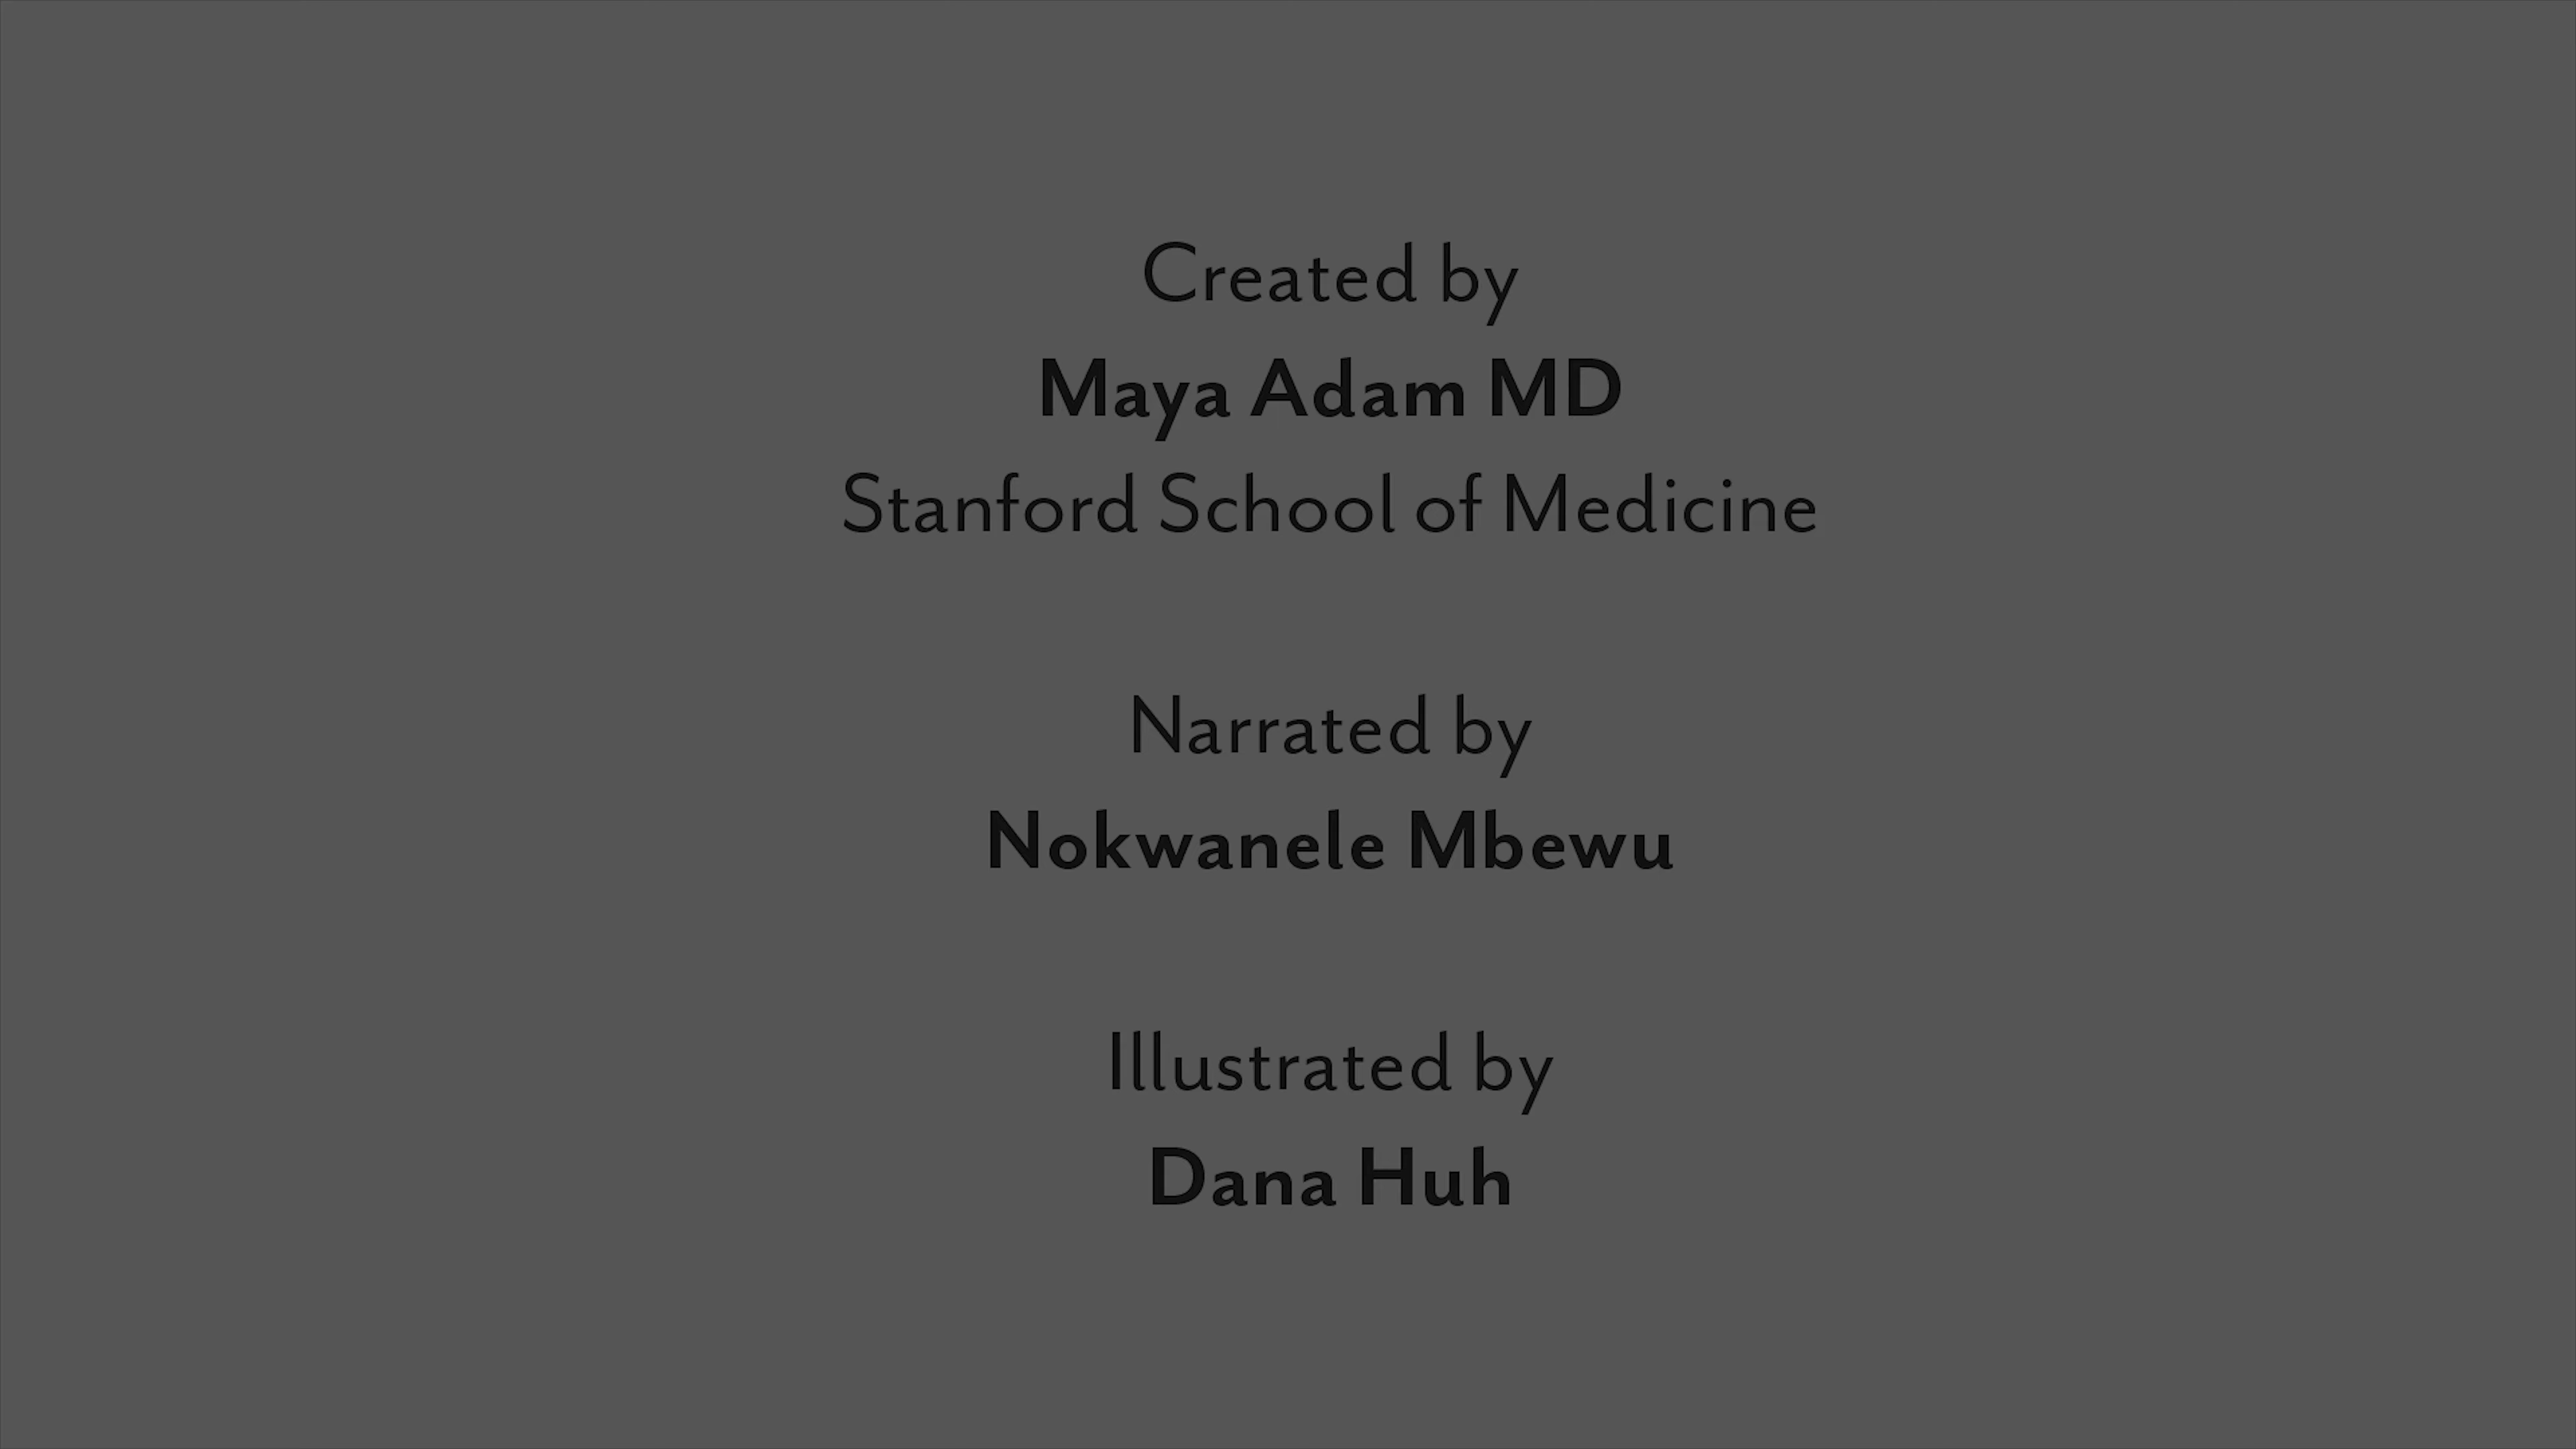 Created by
Maya Adam MD
Stanford School of Medicine
Narrated by
Nokwanele Mbewu
Illustrated by
Dana Huh